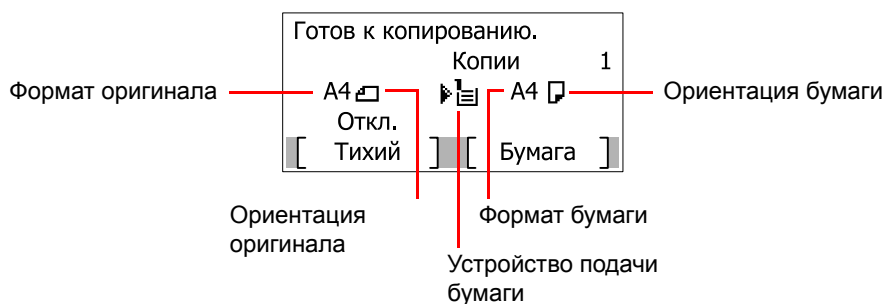 Готов к копированию.
Копии 1
Формат оригинала
A4
A4
Ориентация бумаги
Откл.
[ Тихий ] [ Бумага ]
Ориентация
оригинала
Формат бумаги
Устройство подачи
бумаги